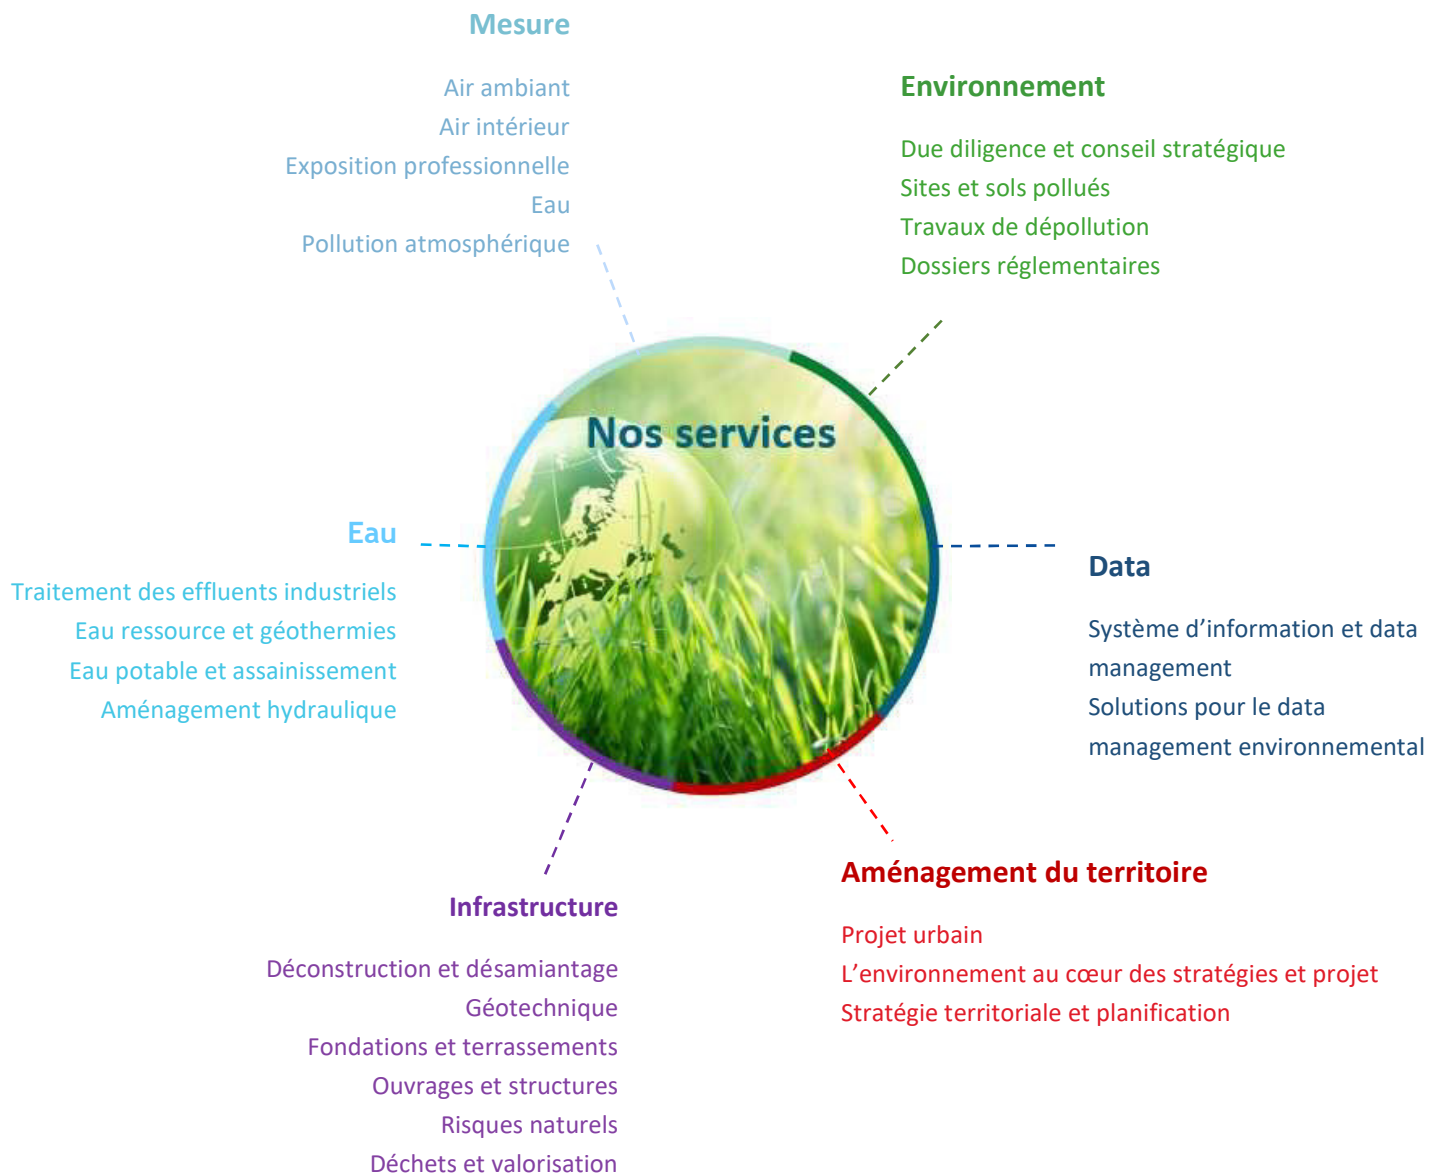 Mesure
Air ambiant
Air intérieur
Exposition professionnelle
Eau
Pollution atmosphérique
Environnement
Due diligence et conseil stratégique
Sites et sols pollués
Travaux de dépollution
Dossiers réglementaires
Nos services
Eau
Traitement des effluents industriels
Eau ressource et géothermies
Eau potable et assainissement
Aménagement hydraulique
Data
Système d’information et data
management
Solutions pour le data
management environnemental
Infrastructure
Déconstruction et désamiantage
Géotechnique
Fondations et terrassements
Ouvrages et structures
Risques naturels
Déchets et valorisation
Aménagement du territoire
Projet urbain
L’environnement au cœur des stratégies et projet
Stratégie territoriale et planification